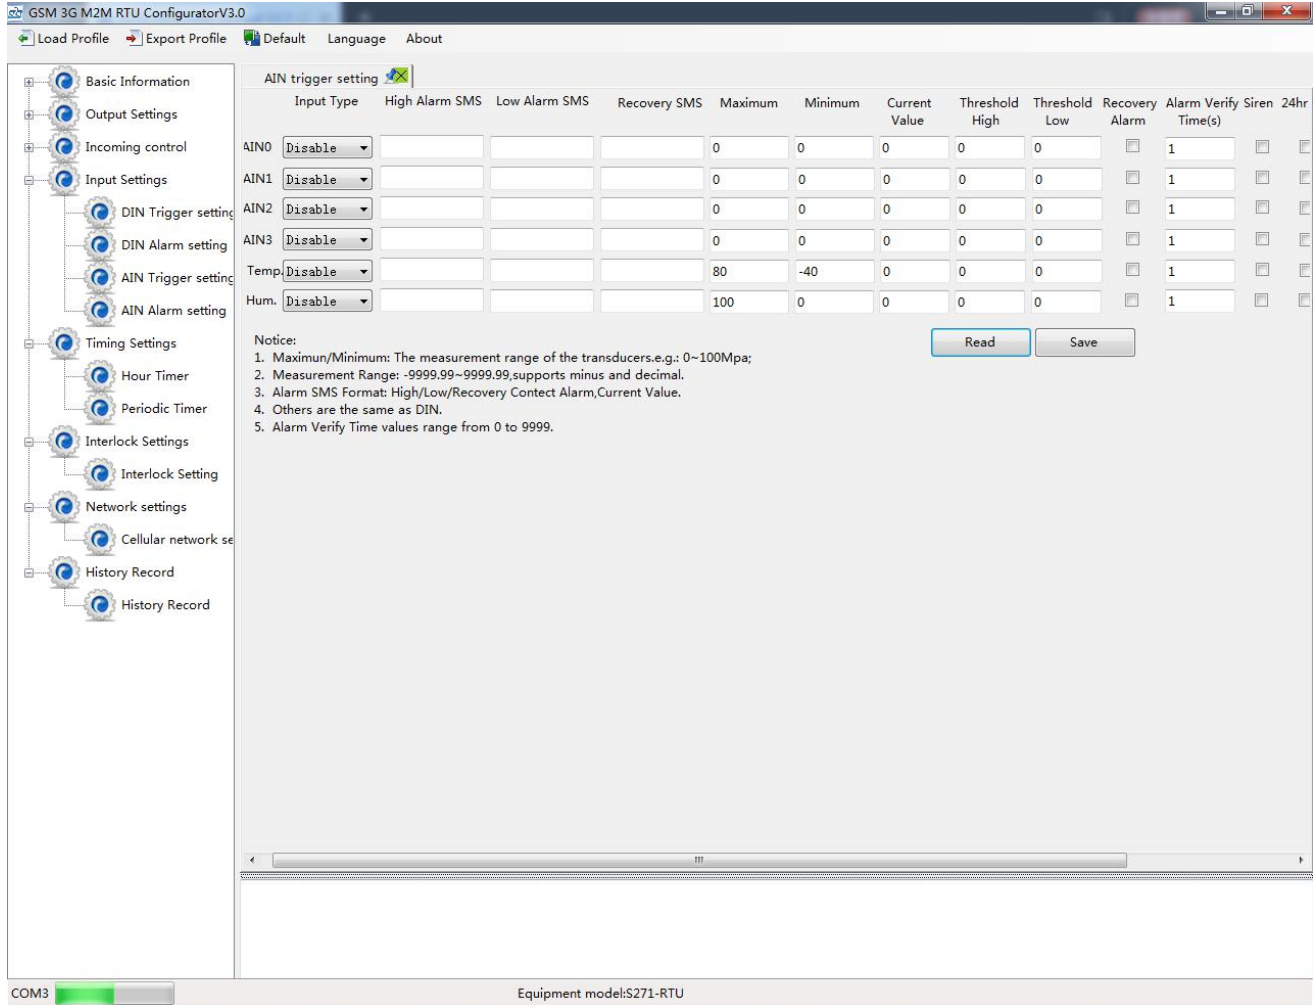 GSM 3G M2M RTU ConfiguratorV3.0
Load Profile Export Profile Default Language About
Basic Information
Output Settings
Incoming control
Input Settings
DIN Trigger setting
DIN Alarm setting
AIN Trigger setting
AIN Alarm setting
Timing Settings
Hour Timer
Periodic Timer
Interlock Settings
Interlock Setting
Network settings
Cellular network se
History Record
History Record
AIN trigger setting
Input Type High Alarm SMS Low Alarm SMS Recovery SMS Maximum Minimum Current Value Threshold High Threshold Low Recovery Alarm Alarm Verify Time(s) Siren 24hr
AIN0 Disable 0 0 0 0 0 1
AIN1 Disable 0 0 0 0 0 1
AIN2 Disable 0 0 0 0 0 1
AIN3 Disable 0 0 0 0 0 1
Temp. Disable 80 -40 0 0 0 1
Hum. Disable 100 0 0 0 0 1
Notice:
1. Maximun/Minimum: The measurement range of the transducers.e.g.: 0~100Mpa;
2. Measurement Range: -9999.99~9999.99,supports minus and decimal.
3. Alarm SMS Format: High/Low/Recovery Contect Alarm,Current Value.
4. Others are the same as DIN.
5. Alarm Verify Time values range from 0 to 9999.
Read Save
COM3 Equipment model:S271-RTU